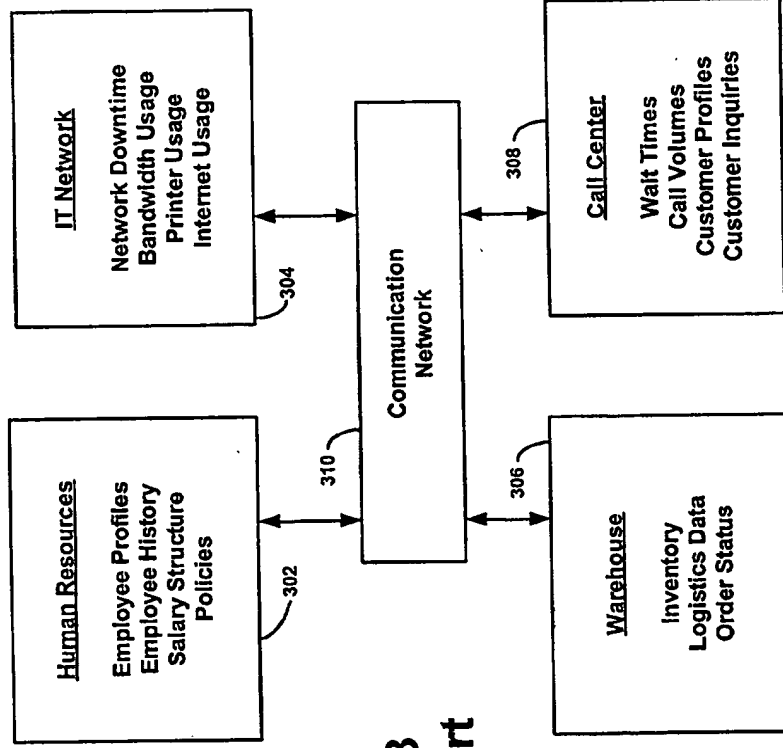 Human Resources
Employee Profiles
Employee History
Salary Structure
Policies
302
IT Network
Network Downtime
Bandwidth Usage
Printer Usage
Internet Usage
304
310
Communication
Network
3
rt
306
Warehouse
Inventory
Logistics Data
Order Status
308
Call Center
Wait Times
Call Volumes
Customer Profiles
Customer Inquiries